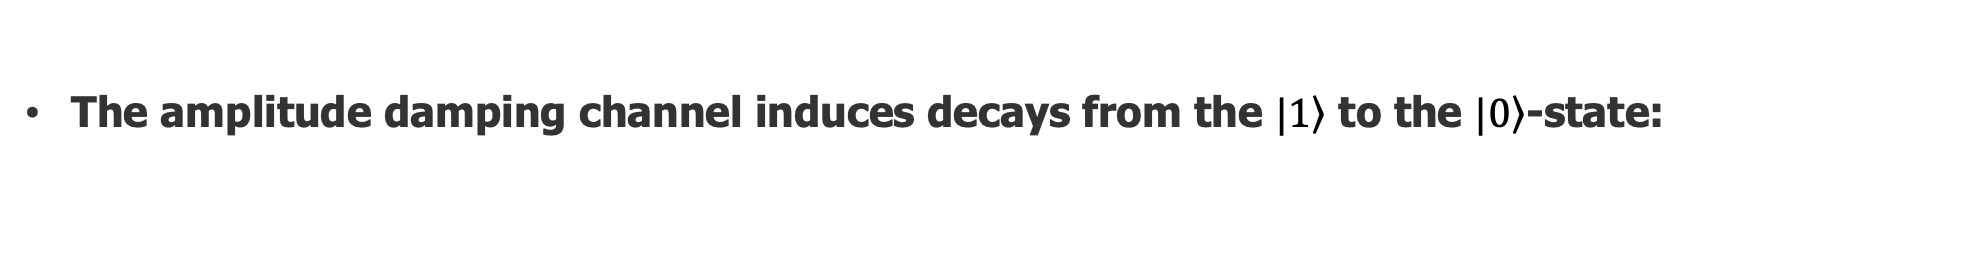 • The amplitude damping channel induces decays from the |1⟩ to the |0⟩-state: